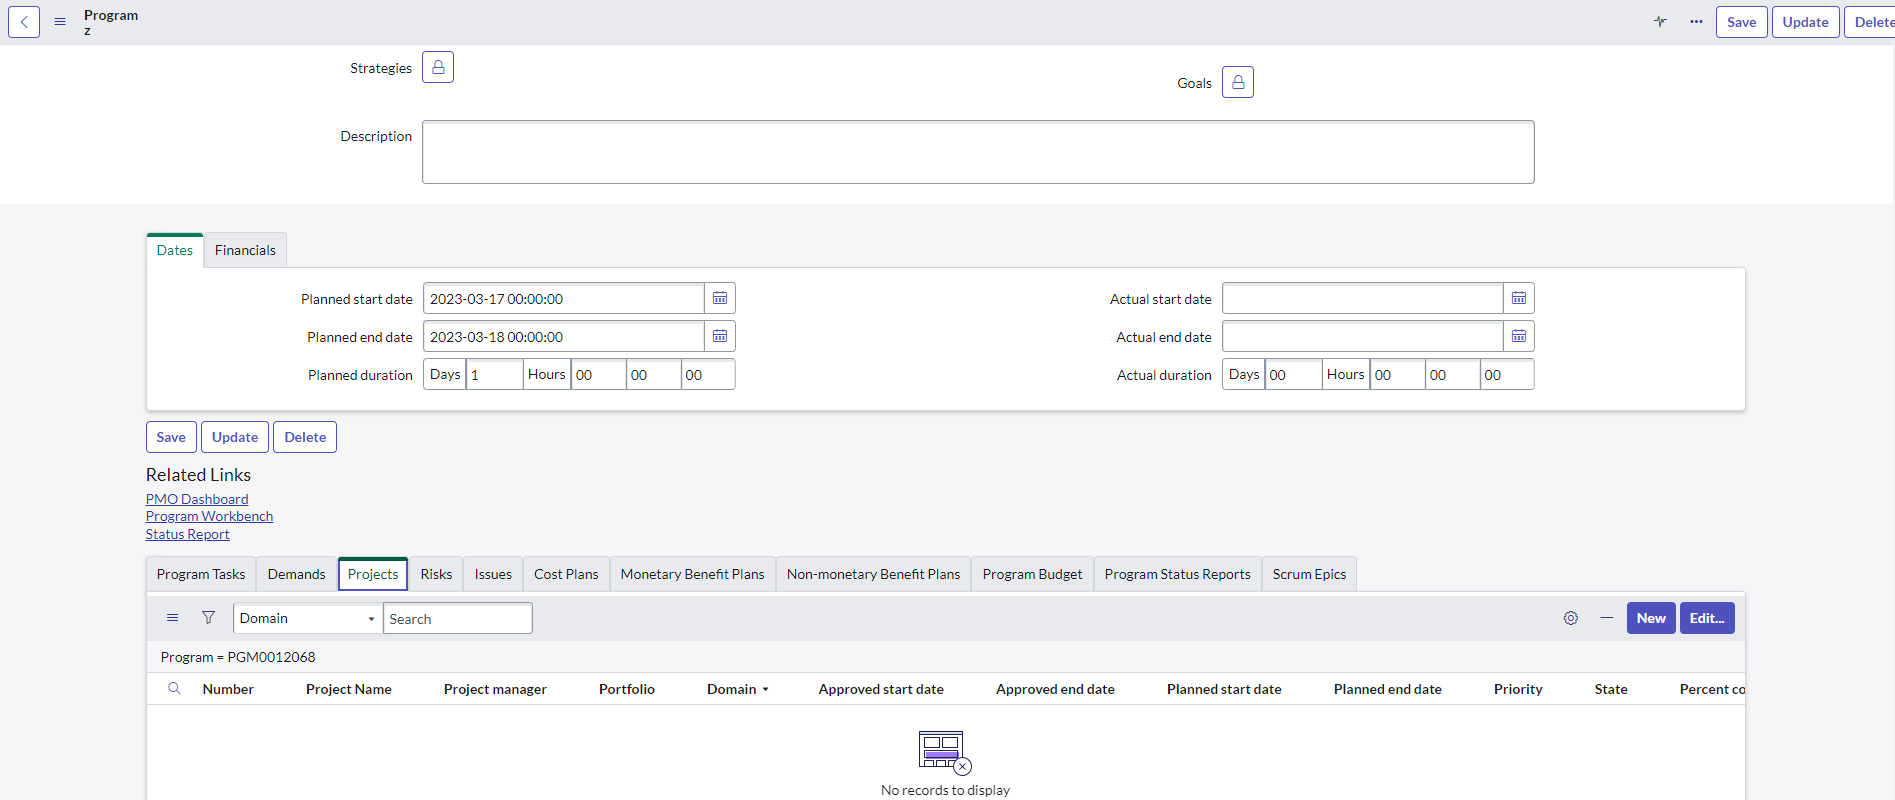 Program
z
Save
Update
Delete
Strategies
Goals
Description
Dates
Financials
Planned start date 2023-03-17 00:00:00
Actual start date
Planned end date 2023-03-18 00:00:00
Actual end date
Planned duration Days 1 Hours 00 00 00
Actual duration Days 00 Hours 00 00 00
Save
Update
Delete
Related Links
PMO Dashboard
Program Workbench
Status Report
Program Tasks
Demands
Projects
Risks
Issues
Cost Plans
Monetary Benefit Plans
Non-monetary Benefit Plans
Program Budget
Program Status Reports
Scrum Epics
Domain
Search
New
Edit...
Program = PGM0012068
Number
Project Name
Project manager
Portfolio
Domain
Approved start date
Approved end date
Planned start date
Planned end date
Priority
State
Percent co
No records to display